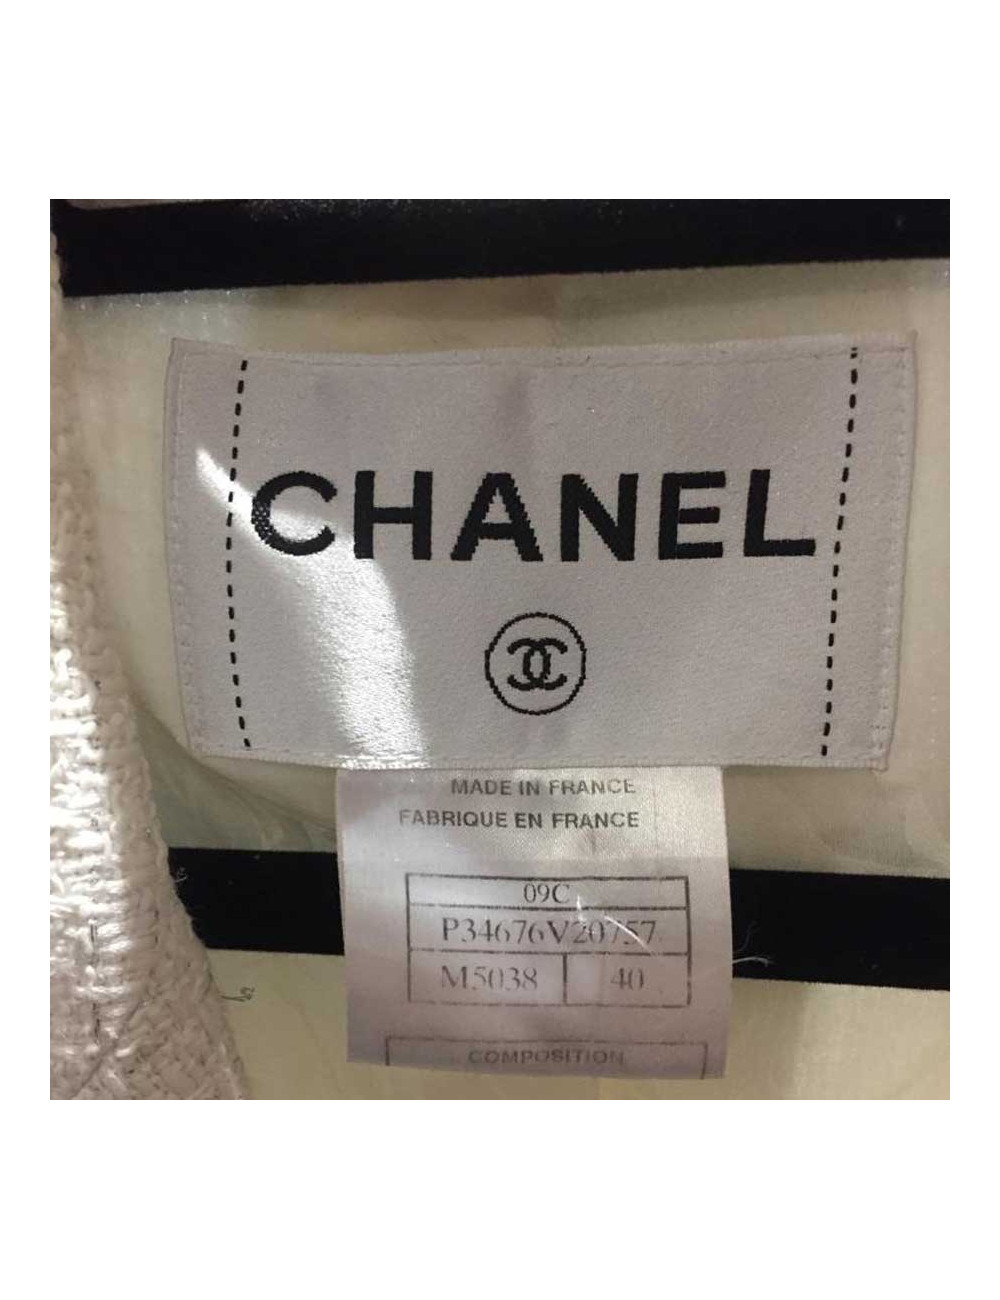 CHANEL
MADE IN FRANCE
FABRIQUE EN FRANCE
09C
P34676V20757
M5038 40
COMPOSITION